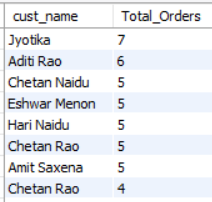 cust_name Total_Orders
Jyotika 7
Aditi Rao 6
Chetan Naidu 5
Eshwar Menon 5
Hari Naidu 5
Chetan Rao 5
Amit Saxena 5
Chetan Rao 4